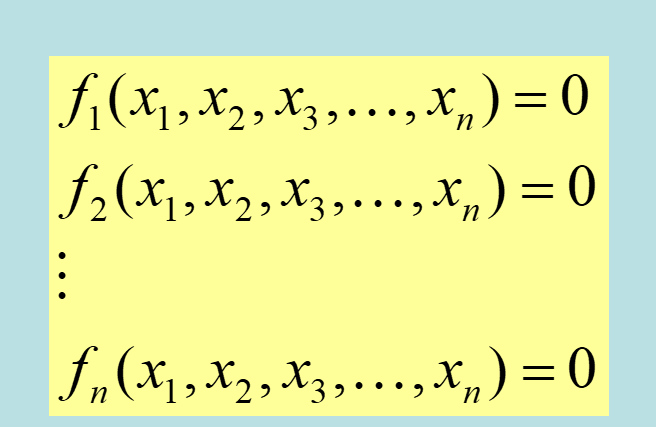 f₁(x₁, x₂, x₃, …, xₙ) = 0
f₂(x₁, x₂, x₃, …, xₙ) = 0
⋮
fₙ(x₁, x₂, x₃, …, xₙ) = 0